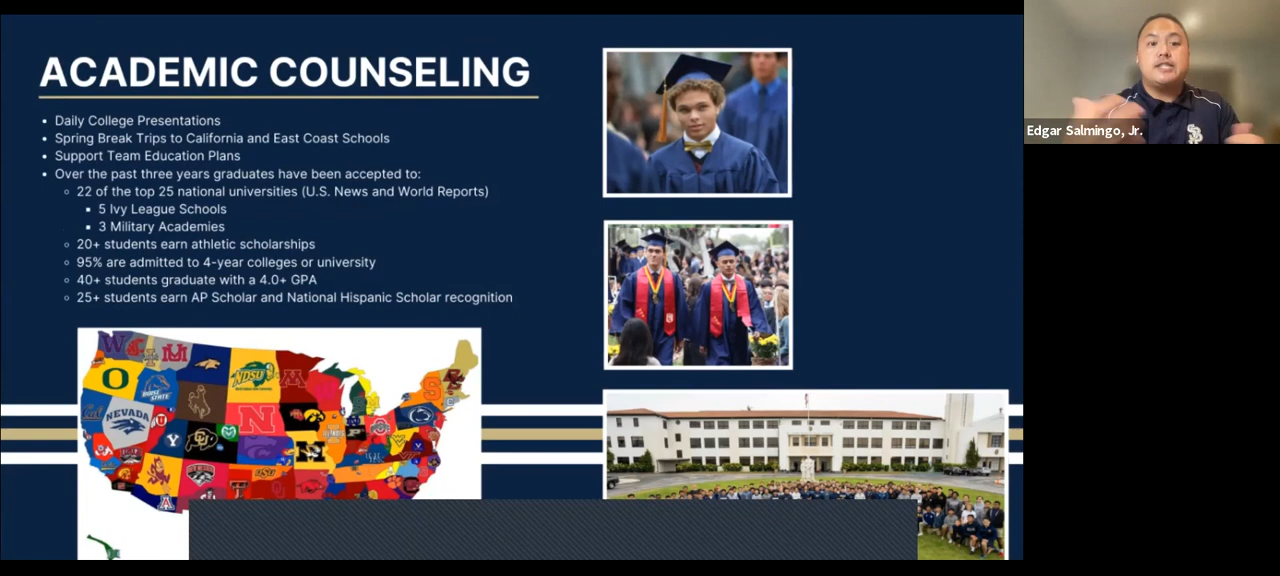 ACADEMIC COUNSELING
Daily College Presentations
Spring Break Trips to California and East Coast Schools
Support Team Education Plans
Over the past three years graduates have been accepted to:
22 of the top 25 national universities (U.S. News and World Reports)
5 Ivy League Schools
3 Military Academies
20+ students earn athletic scholarships
95% are admitted to 4-year colleges or university
40+ students graduate with a 4.0+ GPA
25+ students earn AP Scholar and National Hispanic Scholar recognition
Edgar Salmingo, Jr.
W
M
O
NDSU
M
S
Cal
NEVADA
N
Y
CU
A